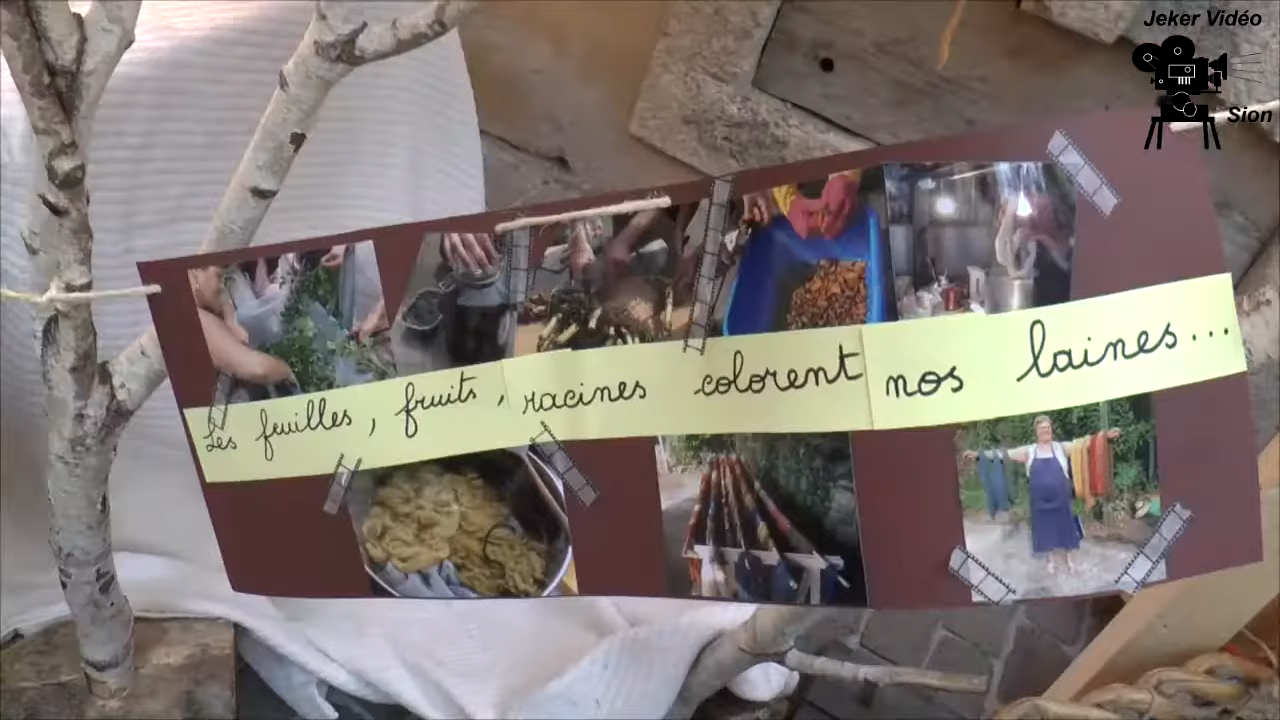 Jeker Vidéo
Sion
Les feuilles, fruits, racines colorent nos laines...